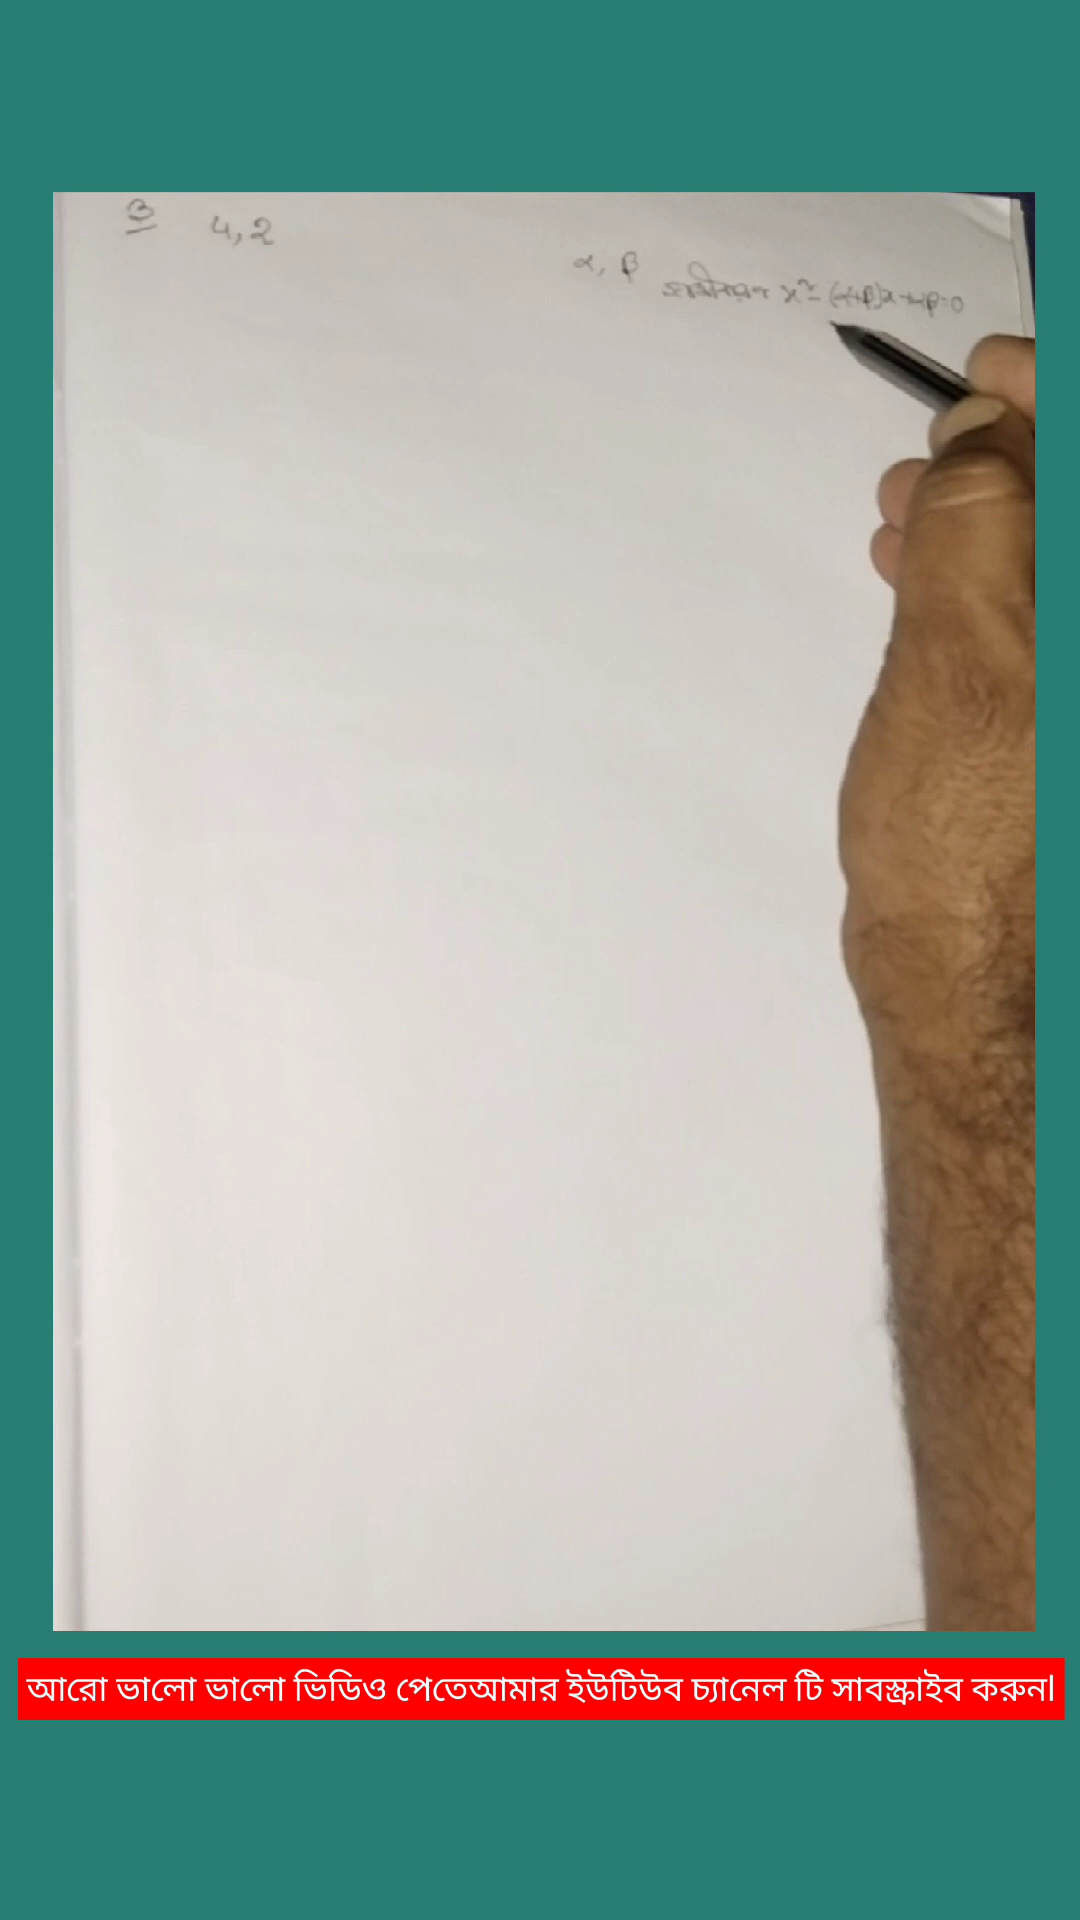 ৩ 4, 2
α, β
সমীকরণ x² - (α+β)x + αβ = 0
আরো ভালো ভালো ভিডিও পেতেআমার ইউটিউব চ্যানেল টি সাবস্ক্রাইব করুন।